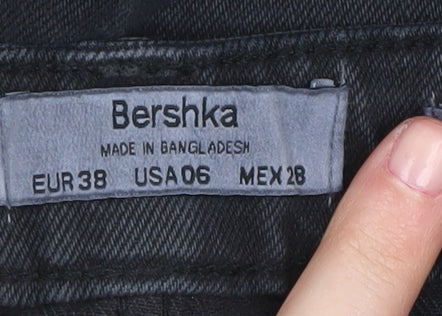 Bershka
MADE IN BANGLADESH
EUR 38 USA 06 MEX 28